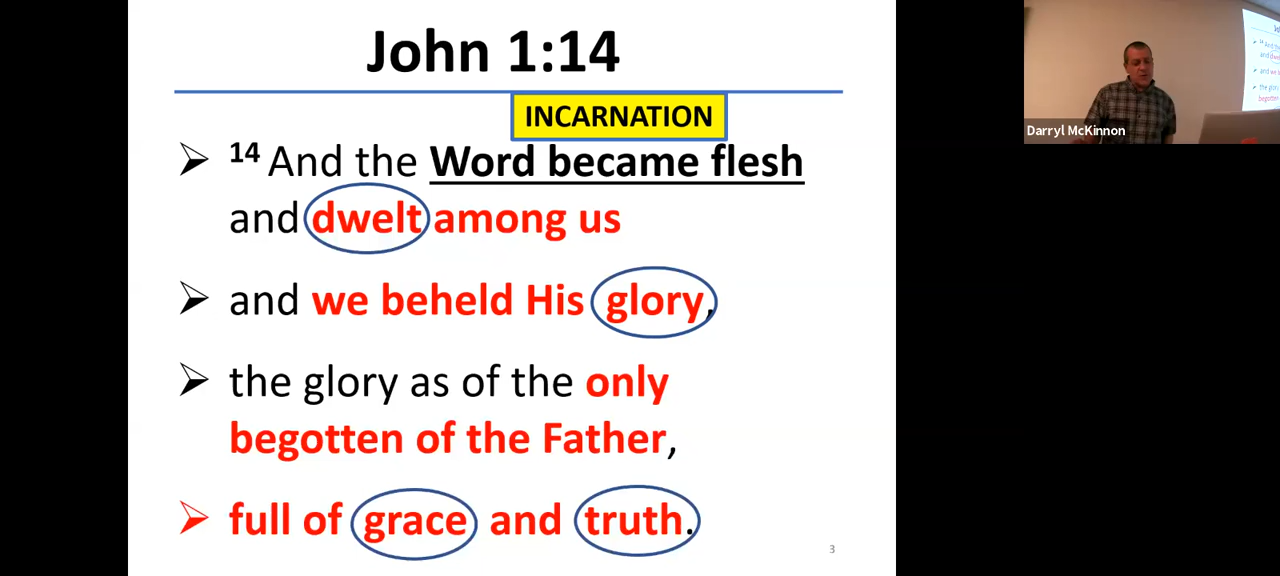 John 1:14
INCARNATION
➢ 14 And the Word became flesh
and dwelt among us
➢ and we beheld His glory,
➢ the glory as of the only
begotten of the Father,
➢ full of grace and truth.
3
Darryl McKinnon